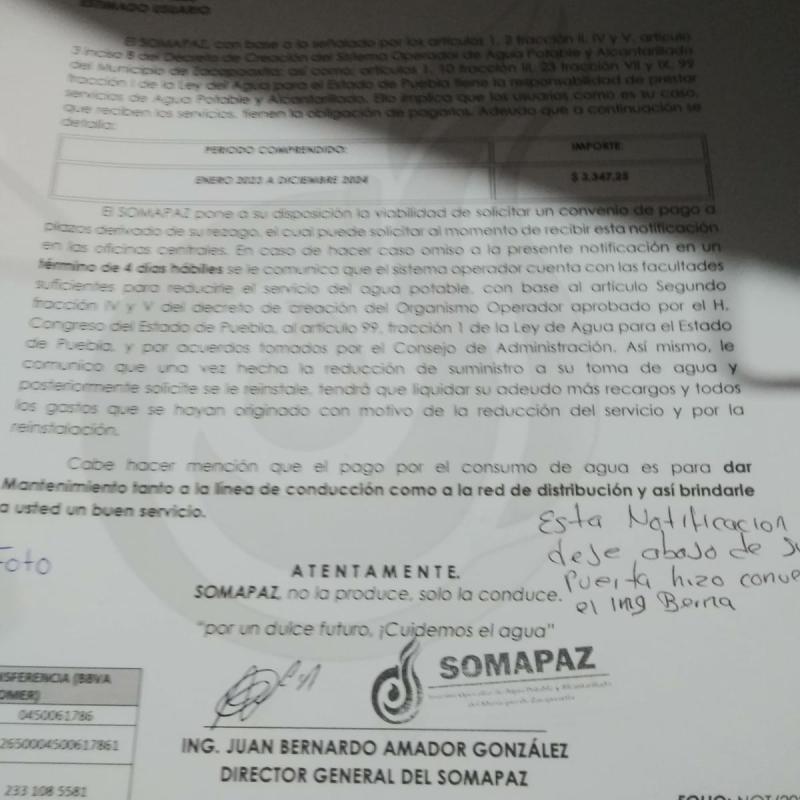 ESTIMADO USUARIO
El SOMAPAZ, con base a lo señalado por los artículos 1, 2 fracción II, IV y V, artículo
3 inciso B del Decreto de Creación del Sistema Operador de Agua Potable y Alcantarillado
del Municipio de Zacapoaxtla; así como; artículos 1, 10 fracción III, 23 fracción VII y IX, 99
fracción I de la Ley del Agua para el Estado de Puebla tiene la responsabilidad de prestar
servicios de Agua Potable y Alcantarillado. Ello implica que los usuarios como es su caso,
que reciben los servicios, tienen la obligación de pagarlos. Adeudo que a continuación se
detalla:
PERIODO COMPRENDIDO: IMPORTE:
ENERO 2023 A DICIEMBRE 2024 $ 3,347.25
El SOMAPAZ pone a su disposición la viabilidad de solicitar un convenio de pago a
plazos derivado de su rezago, el cual puede solicitar al momento de recibir esta notificación
en las oficinas centrales. En caso de hacer caso omiso a la presente notificación en un
término de 4 días hábiles se le comunica que el sistema operador cuenta con las facultades
suficientes para reducirle el servicio del agua potable, con base al artículo Segundo
fracción IV y V del decreto de creación del Organismo Operador aprobado por el H.
Congreso del Estado de Puebla, al artículo 99, fracción 1 de la Ley de Agua para el Estado
de Puebla, y por acuerdos tomados por el Consejo de Administración. Así mismo, le
comunico que una vez hecha la reducción de suministro a su toma de agua y
posteriormente solicite se le reinstale, tendrá que liquidar su adeudo más recargos y todos
los gastos que se hayan originado con motivo de la reducción del servicio y por la
reinstalación.
Cabe hacer mención que el pago por el consumo de agua es para dar
Mantenimiento tanto a la línea de conducción como a la red de distribución y así brindarle
a usted un buen servicio.
Esta Notificacion
deje abajo de su
Puerta hizo conve
el Ing Berna
Foto
ATENTAMENTE.
SOMAPAZ, no la produce, solo la conduce.
"por un dulce futuro, ¡Cuidemos el agua"
SOMAPAZ
NSFERENCIA (BBVA
OMER)
0450061786
2650004500617861
233 108 5581
ING. JUAN BERNARDO AMADOR GONZÁLEZ
DIRECTOR GENERAL DEL SOMAPAZ
FOLIO: NOT/